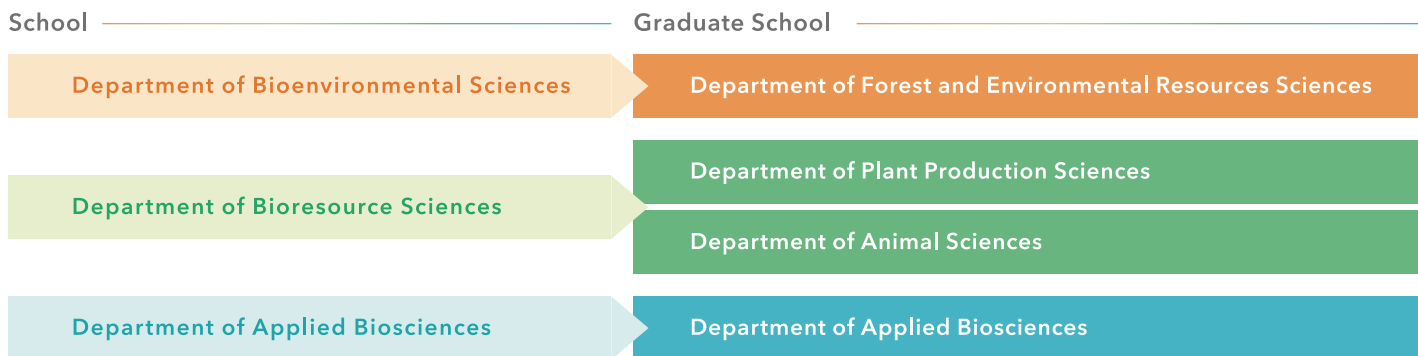 School
Graduate School
Department of Bioenvironmental Sciences
Department of Forest and Environmental Resources Sciences
Department of Bioresource Sciences
Department of Plant Production Sciences
Department of Animal Sciences
Department of Applied Biosciences
Department of Applied Biosciences